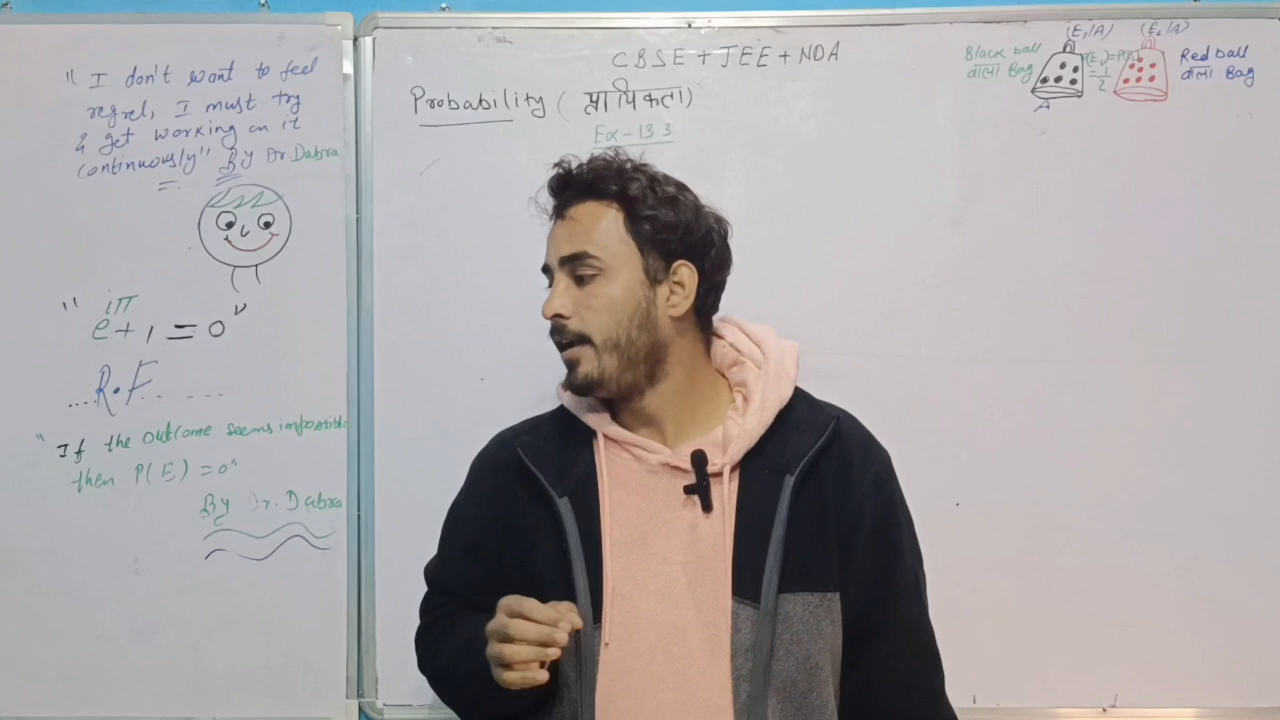 " I don't want to feel
regret, I must try
& get working on it
continuously" By Dr Dabra
" e^iπ + 1 = 0 "
... R.F. . - - -
" If the outcome seems impossible
then P(E) = 0"
By Dr. Dabra
CBSE + JEE + NDA
Probability ( प्रायिकता)
Ex - 13.3
(E₁/A) (E₂/A)
Black ball
वाला Bag
= 1/2
A
Red ball
वाला Bag